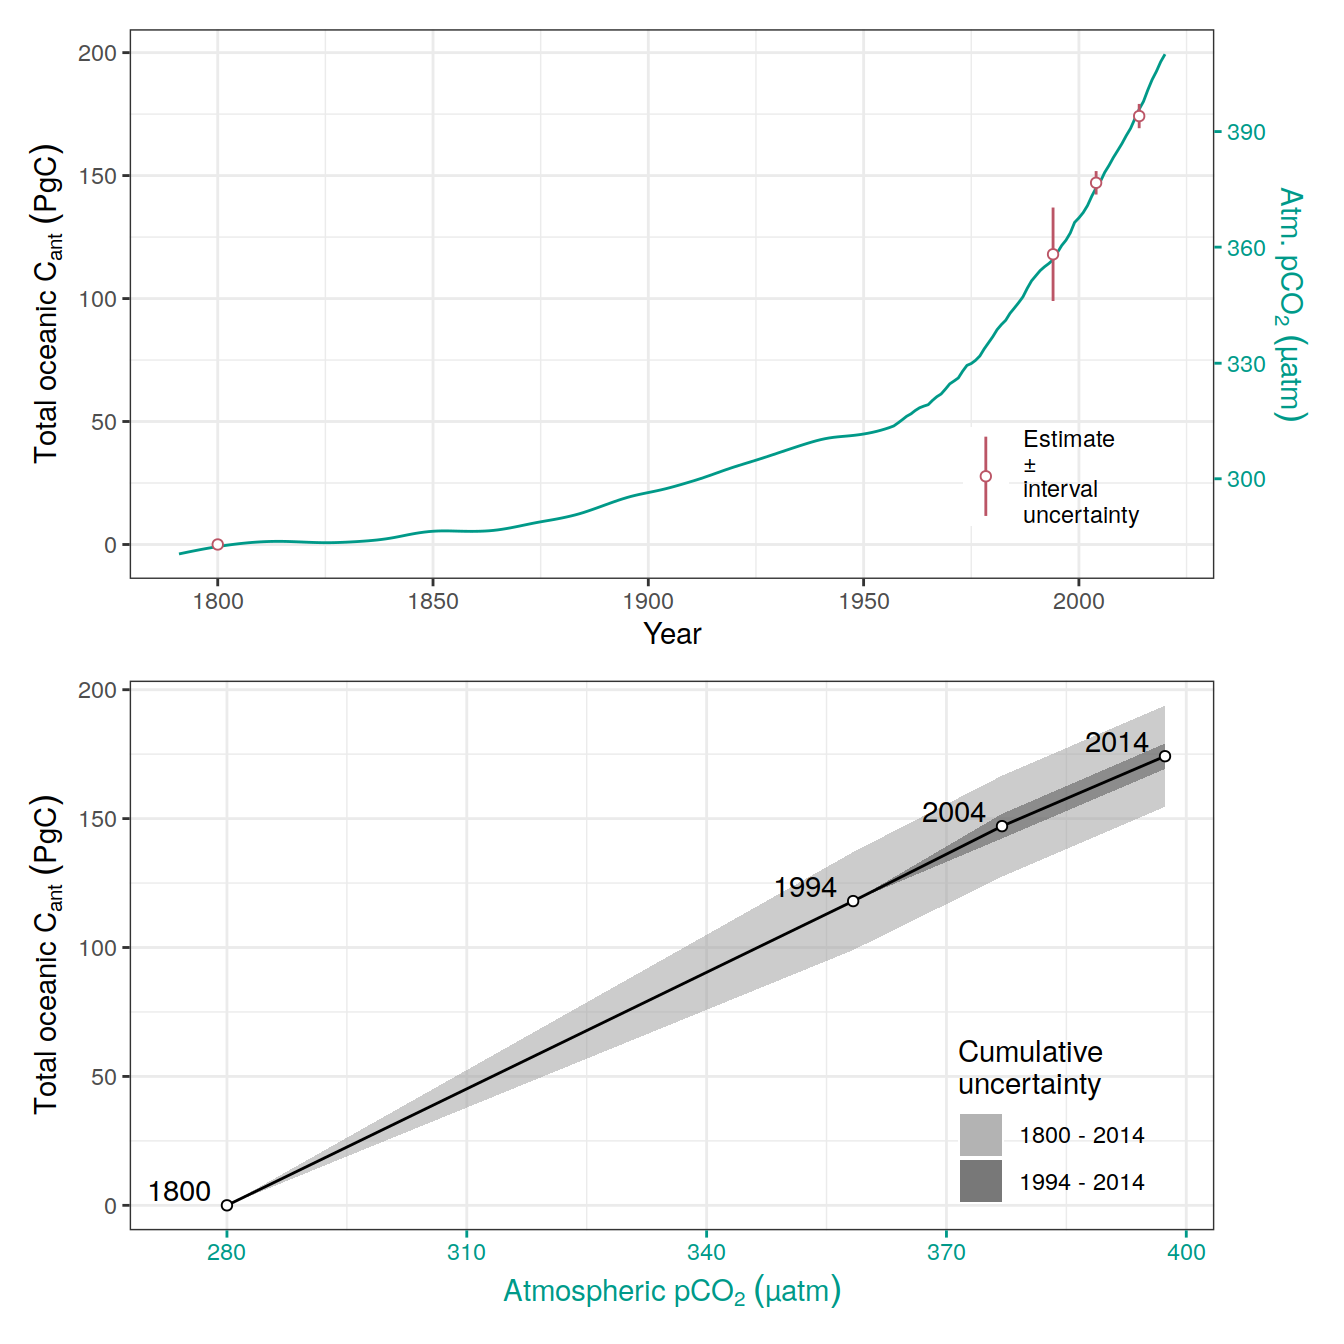 200
150
100
50
0
Total oceanic Cant (PgC)
390
360
330
300
Atm. pCO2 (µatm)
Estimate
±
interval
uncertainty
1800
1850
1900
1950
2000
Year
200
150
100
50
0
Total oceanic Cant (PgC)
2014
2004
1994
1800
Cumulative
uncertainty
1800 - 2014
1994 - 2014
280
310
340
370
400
Atmospheric pCO2 (µatm)